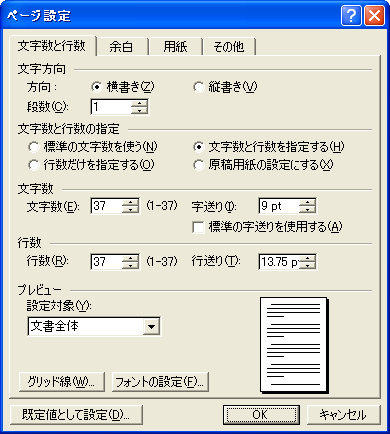 ページ設定
文字数と行数 余白 用紙 その他
文字方向
方向: 横書き(Z) 縦書き(V)
段数(C): 1
文字数と行数の指定
標準の文字数を使う(N) 文字数と行数を指定する(H)
行数だけを指定する(O) 原稿用紙の設定にする(X)
文字数
文字数(E): 37 (1-37) 字送り(I): 9 pt
標準の字送りを使用する(A)
行数
行数(R): 37 (1-37) 行送り(T): 13.75 p
プレビュー
設定対象(Y):
文書全体
グリッド線(W)... フォントの設定(F)...
既定値として設定(D)... OK キャンセル